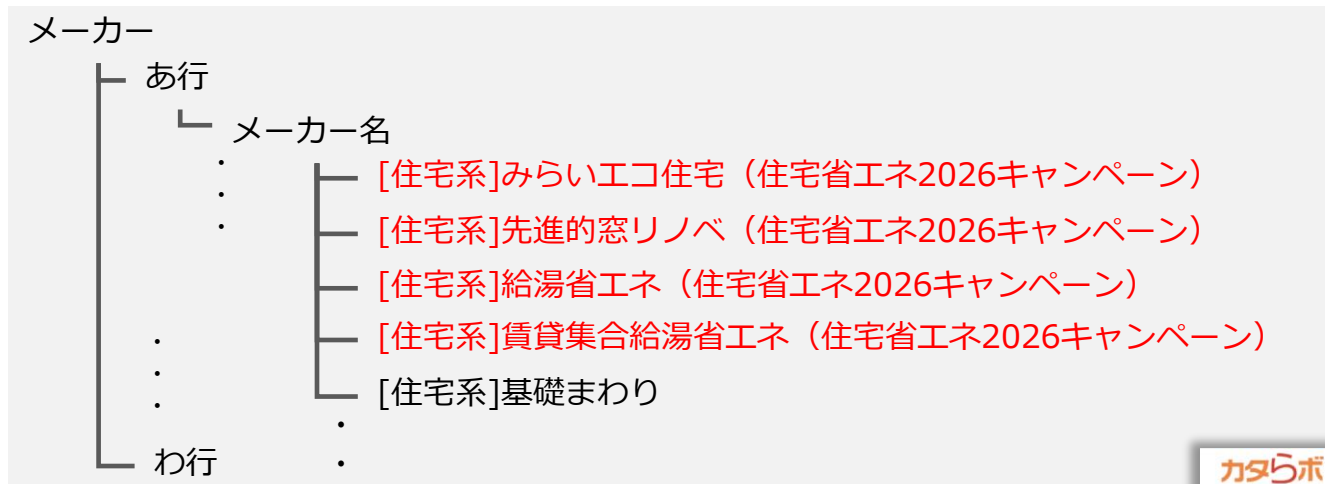 メーカー
あ行
メーカー名
[住宅系]みらいエコ住宅（住宅省エネ2026キャンペーン）
[住宅系]先進的窓リノベ（住宅省エネ2026キャンペーン）
[住宅系]給湯省エネ（住宅省エネ2026キャンペーン）
[住宅系]賃貸集合給湯省エネ（住宅省エネ2026キャンペーン）
[住宅系]基礎まわり
わ行
カタらボ